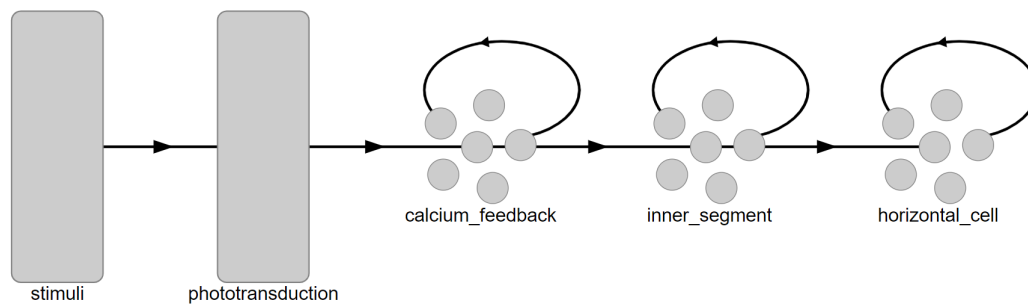 calcium_feedback
inner_segment
horizontal_cell
stimuli
phototransduction